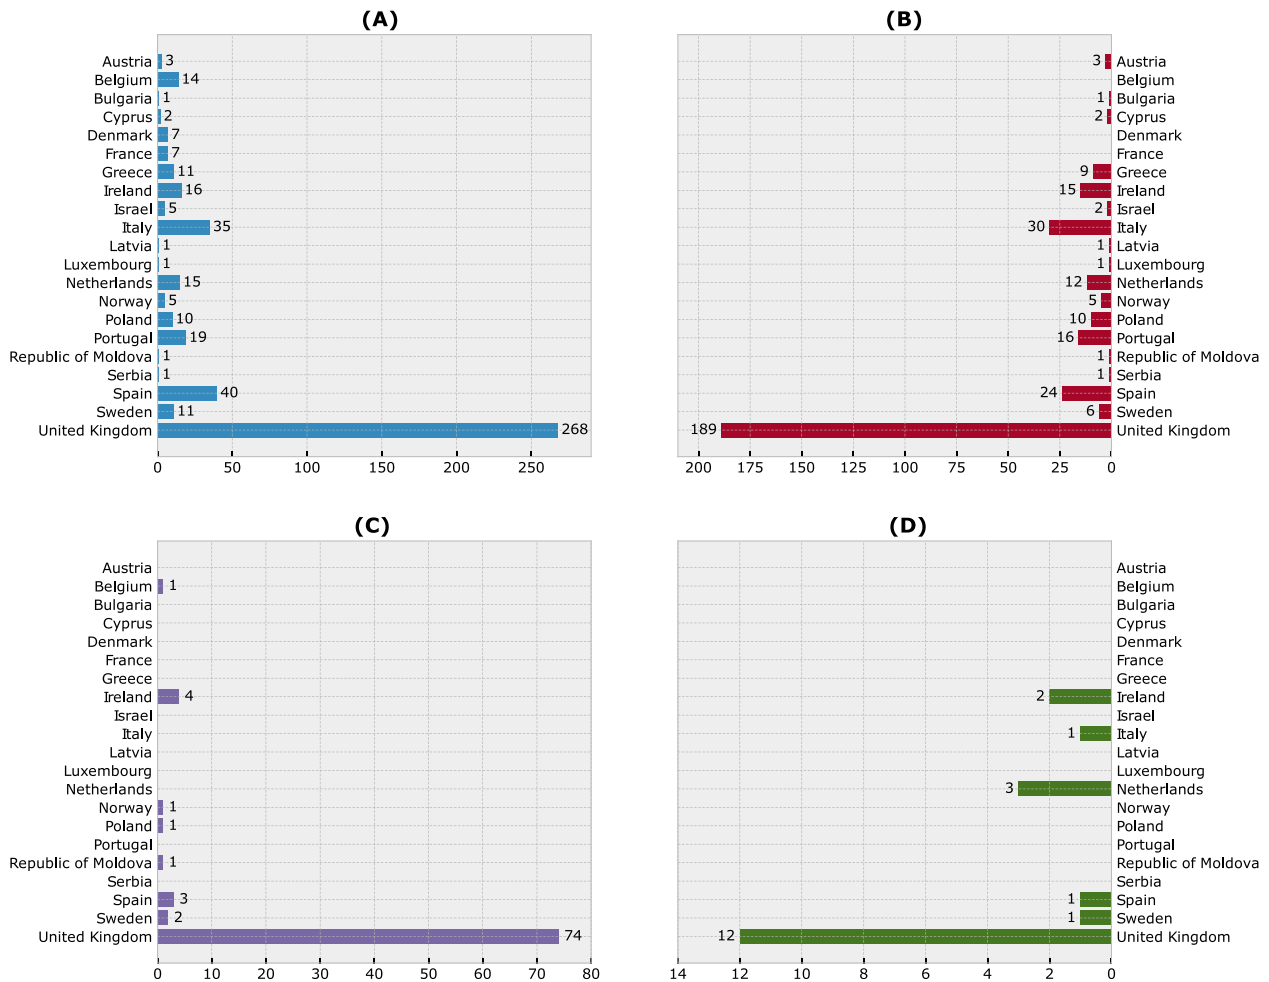 (A)
Austria 3
Belgium 14
Bulgaria 1
Cyprus 2
Denmark 7
France 7
Greece 11
Ireland 16
Israel 5
Italy 35
Latvia 1
Luxembourg 1
Netherlands 15
Norway 5
Poland 10
Portugal 19
Republic of Moldova 1
Serbia 1
Spain 40
Sweden 11
United Kingdom 268
0 50 100 150 200 250
(B)
3 Austria
Belgium
1 Bulgaria
2 Cyprus
Denmark
France
9 Greece
15 Ireland
2 Israel
30 Italy
1 Latvia
1 Luxembourg
12 Netherlands
5 Norway
10 Poland
16 Portugal
1 Republic of Moldova
1 Serbia
24 Spain
6 Sweden
189 United Kingdom
200 175 150 125 100 75 50 25 0
(C)
Austria
Belgium 1
Bulgaria
Cyprus
Denmark
France
Greece
Ireland 4
Israel
Italy
Latvia
Luxembourg
Netherlands
Norway 1
Poland 1
Portugal
Republic of Moldova 1
Serbia
Spain 3
Sweden 2
United Kingdom 74
0 10 20 30 40 50 60 70 80
(D)
Austria
Belgium
Bulgaria
Cyprus
Denmark
France
Greece
2 Ireland
Israel
1 Italy
Latvia
Luxembourg
3 Netherlands
Norway
Poland
Portugal
Republic of Moldova
Serbia
1 Spain
1 Sweden
12 United Kingdom
14 12 10 8 6 4 2 0